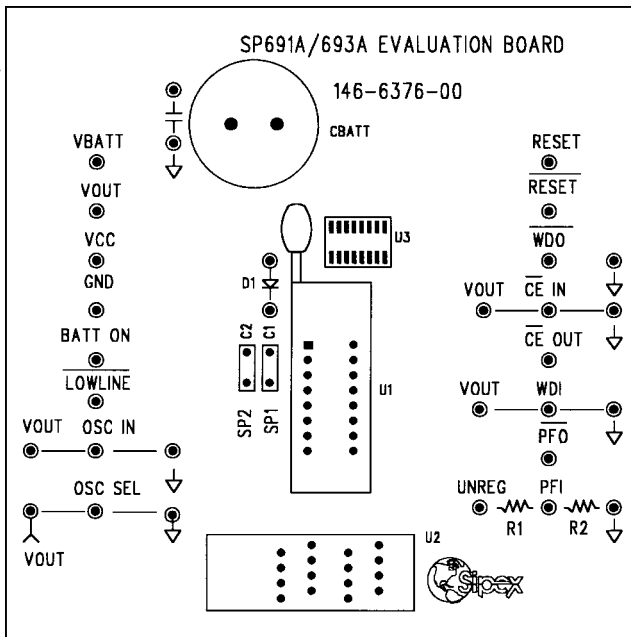 SP691A/693A EVALUATION BOARD
146-6376-00
CBATT
VBATT
VOUT
VCC
GND
BATT ON
LOWLINE
VOUT OSC IN
OSC SEL
VOUT
D1
C2 C1
SP2 SP1
U3
U1
U2
RESET
RESET
WDO
VOUT CE IN
CE OUT
VOUT WDI
PFO
UNREG PFI
R1 R2
Sipex